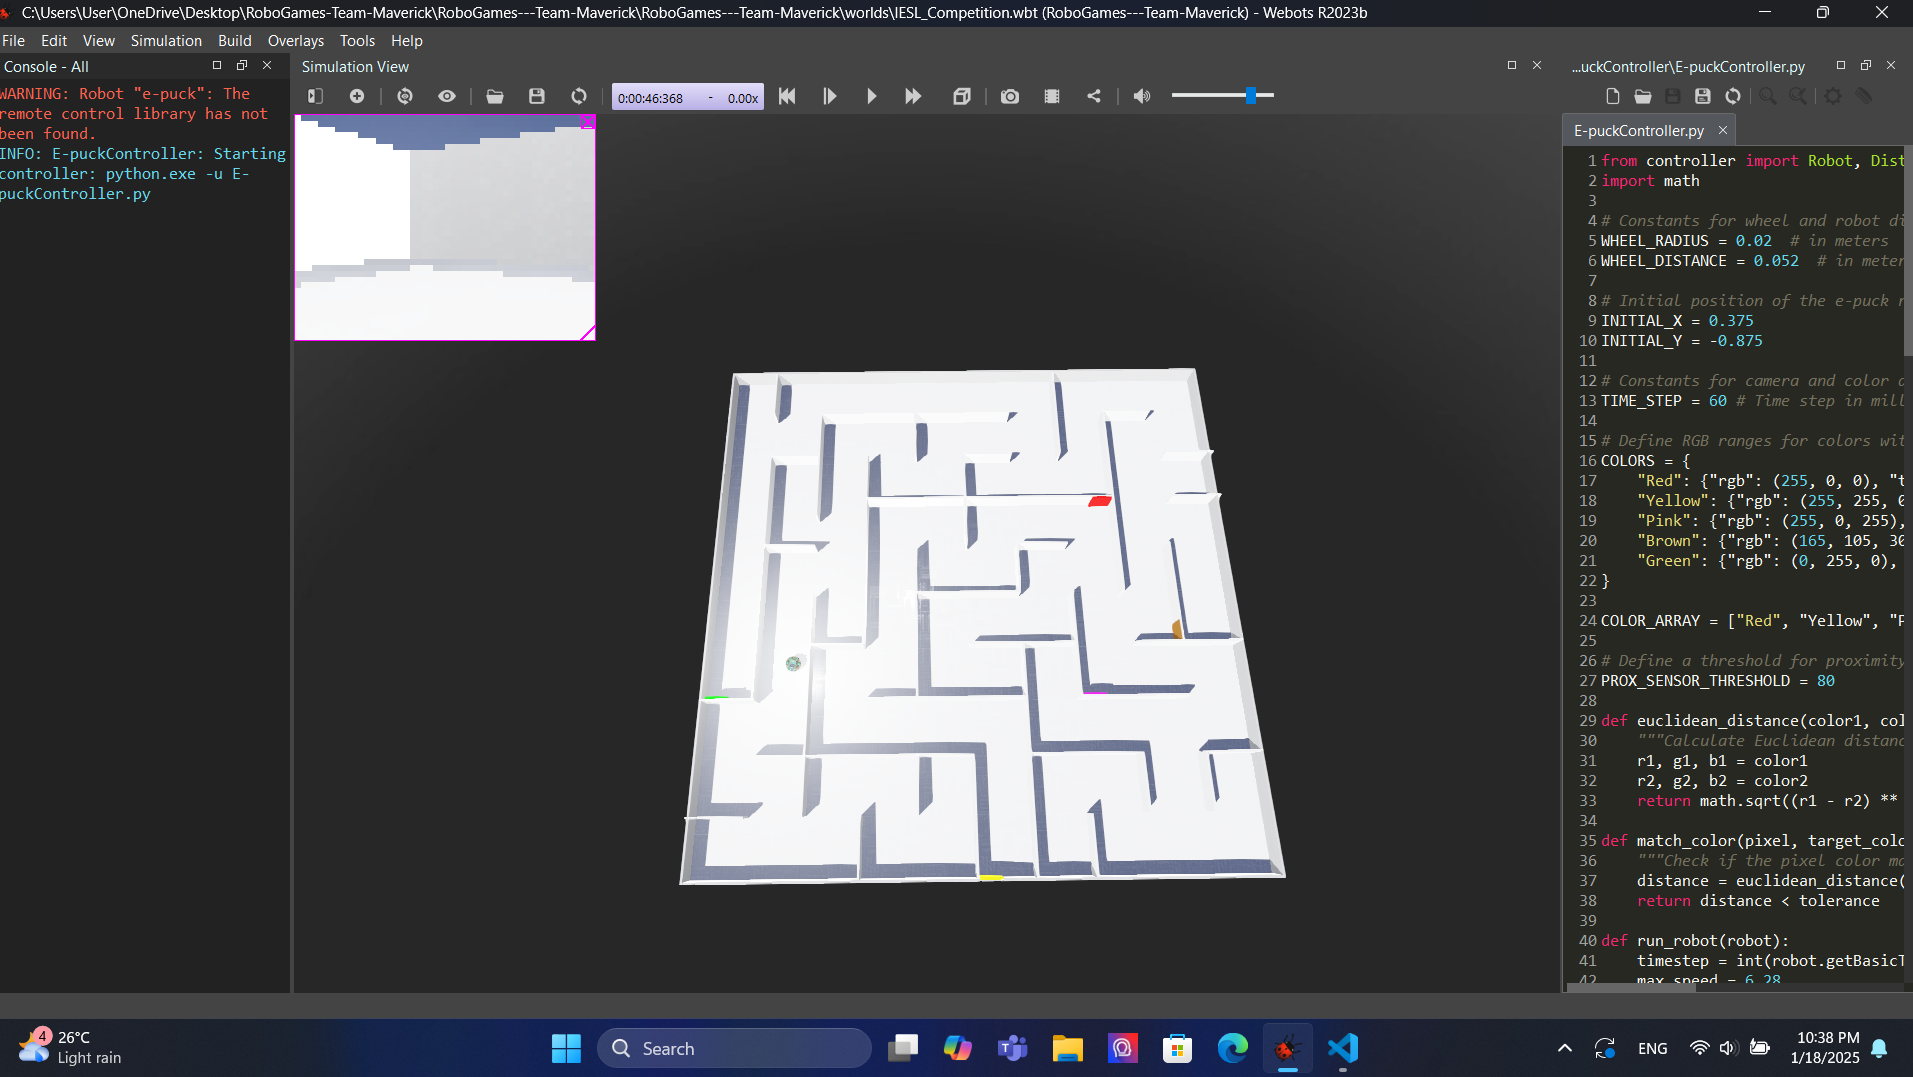 C:\Users\User\OneDrive\Desktop\RoboGames-Team-Maverick\RoboGames---Team-Maverick\RoboGames---Team-Maverick\worlds\IESL_Competition.wbt (RoboGames---Team-Maverick) - Webots R2023b
File Edit View Simulation Build Overlays Tools Help
Console - All
WARNING: Robot "e-puck": The
remote control library has not
been found.
INFO: E-puckController: Starting
controller: python.exe -u E-
puckController.py
Simulation View
0:00:46:368 - 0.00x
...uckController\E-puckController.py
E-puckController.py
1 from controller import Robot, Dist
2 import math
3
4 # Constants for wheel and robot di
5 WHEEL_RADIUS = 0.02 # in meters
6 WHEEL_DISTANCE = 0.052 # in meter
7
8 # Initial position of the e-puck r
9 INITIAL_X = 0.375
10 INITIAL_Y = -0.875
11
12 # Constants for camera and color d
13 TIME_STEP = 60 # Time step in mill
14
15 # Define RGB ranges for colors wit
16 COLORS = {
17 "Red": {"rgb": (255, 0, 0), "t
18 "Yellow": {"rgb": (255, 255, 0
19 "Pink": {"rgb": (255, 0, 255),
20 "Brown": {"rgb": (165, 105, 30
21 "Green": {"rgb": (0, 255, 0),
22 }
23
24 COLOR_ARRAY = ["Red", "Yellow", "P
25
26 # Define a threshold for proximity
27 PROX_SENSOR_THRESHOLD = 80
28
29 def euclidean_distance(color1, col
30 """Calculate Euclidean distanc
31 r1, g1, b1 = color1
32 r2, g2, b2 = color2
33 return math.sqrt((r1 - r2) **
34
35 def match_color(pixel, target_colo
36 """Check if the pixel color ma
37 distance = euclidean_distance(
38 return distance < tolerance
39
40 def run_robot(robot):
41 timestep = int(robot.getBasicT
42 max_speed = 6.28
4
26°C
Light rain
Search
ENG
10:38 PM
1/18/2025